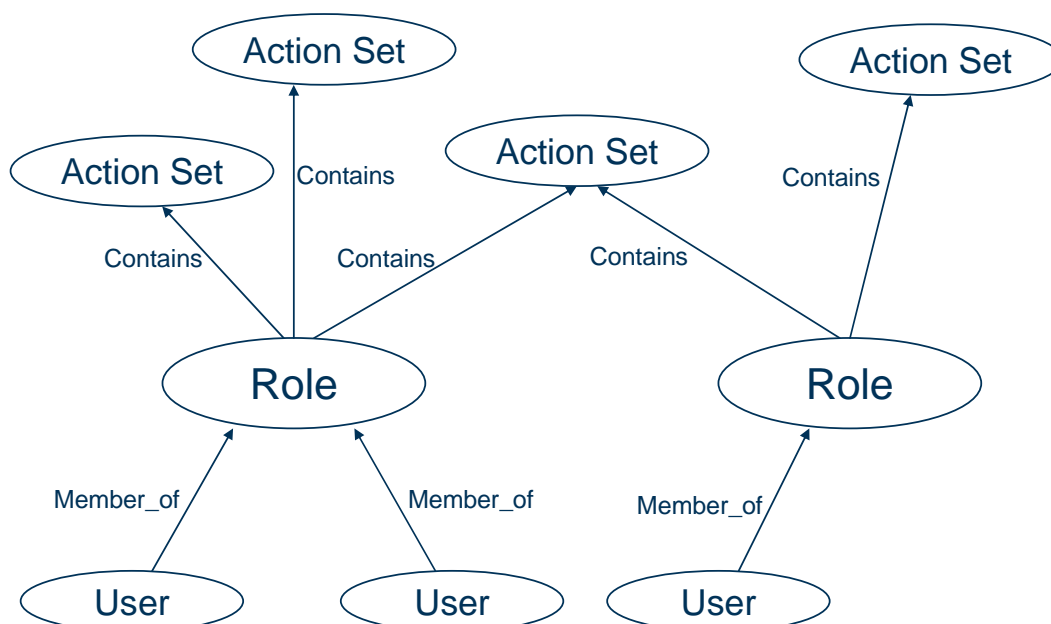 Action Set
Action Set
Action Set
Action Set
Contains
Contains
Contains
Contains
Contains
Role
Role
Member_of
Member_of
Member_of
User
User
User